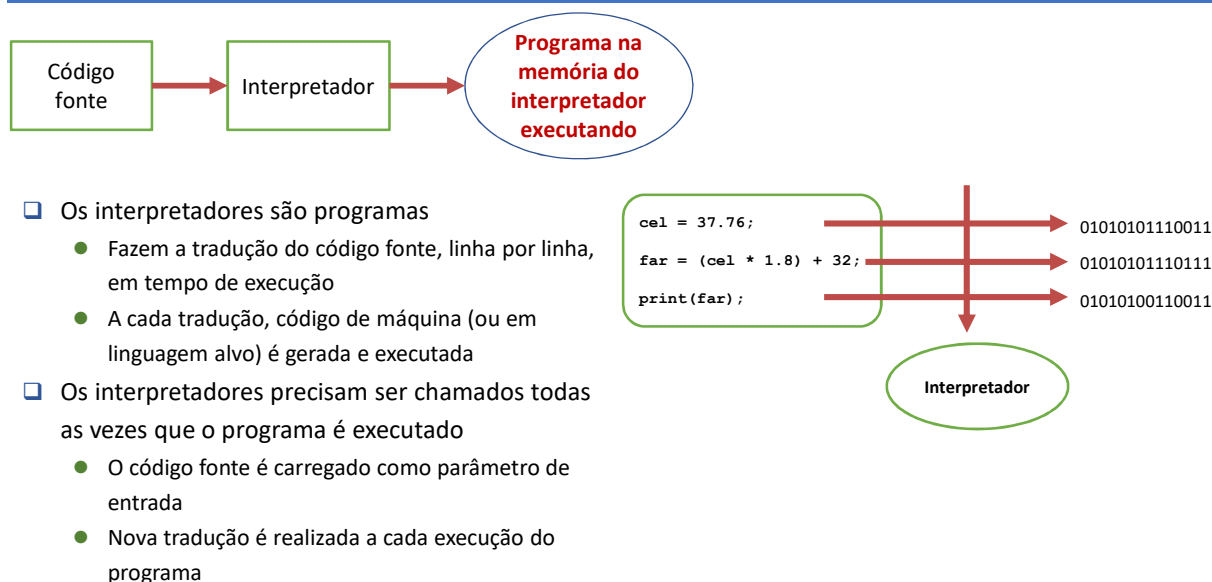 Código
fonte
Interpretador
Programa na
memória do
interpretador
executando
❑ Os interpretadores são programas
● Fazem a tradução do código fonte, linha por linha,
em tempo de execução
● A cada tradução, código de máquina (ou em
linguagem alvo) é gerada e executada
❑ Os interpretadores precisam ser chamados todas
as vezes que o programa é executado
● O código fonte é carregado como parâmetro de
entrada
● Nova tradução é realizada a cada execução do
programa
cel = 37.76;
far = (cel * 1.8) + 32;
print(far);
01010101110011
01010101110111
01010100110011
Interpretador